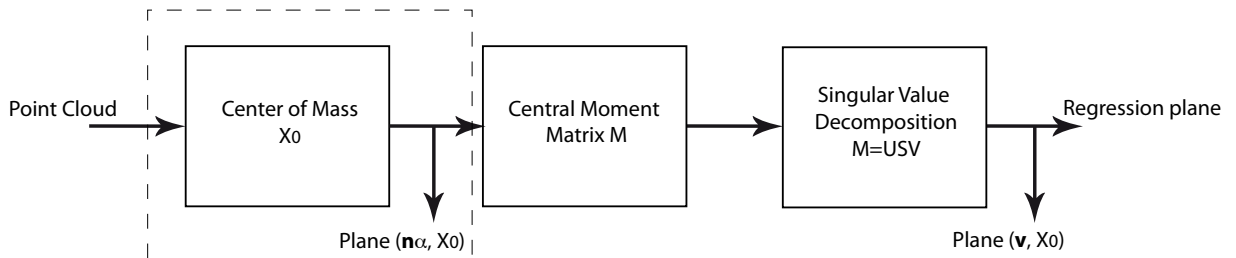 Point Cloud
Center of Mass
X0
Central Moment
Matrix M
Singular Value
Decomposition
M=USV
Regression plane
Plane (nα, X0)
Plane (v, X0)